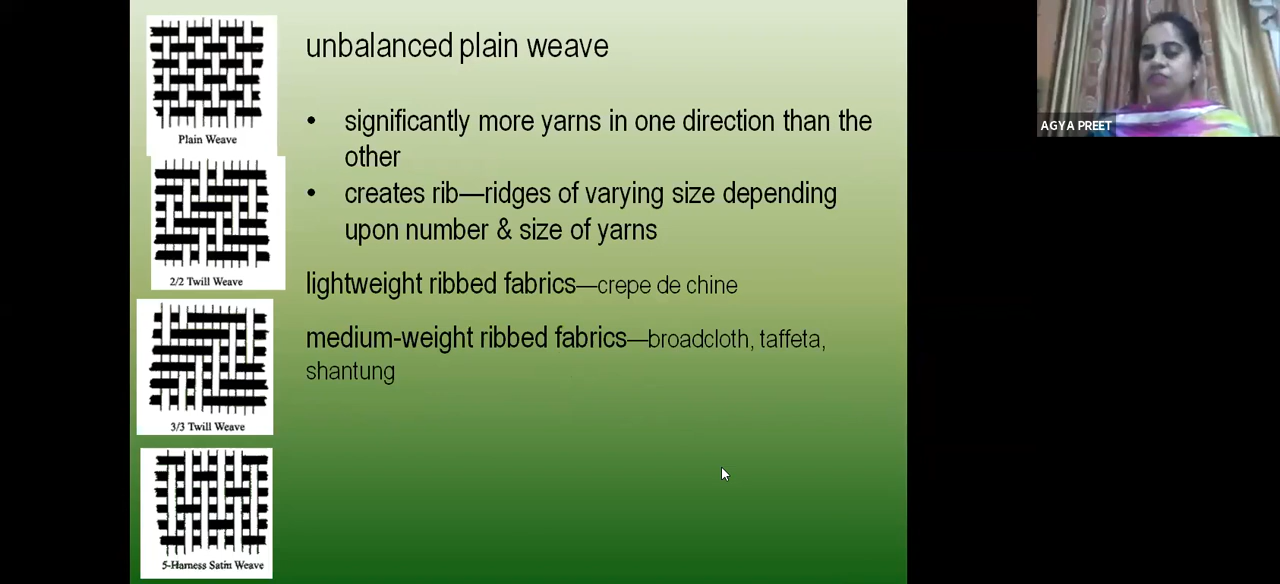 unbalanced plain weave
• significantly more yarns in one direction than the
other
• creates rib—ridges of varying size depending
upon number & size of yarns
lightweight ribbed fabrics—crepe de chine
medium-weight ribbed fabrics—broadcloth, taffeta,
shantung
Plain Weave
2/2 Twill Weave
3/3 Twill Weave
5-Harness Satin Weave
AGYA PREET